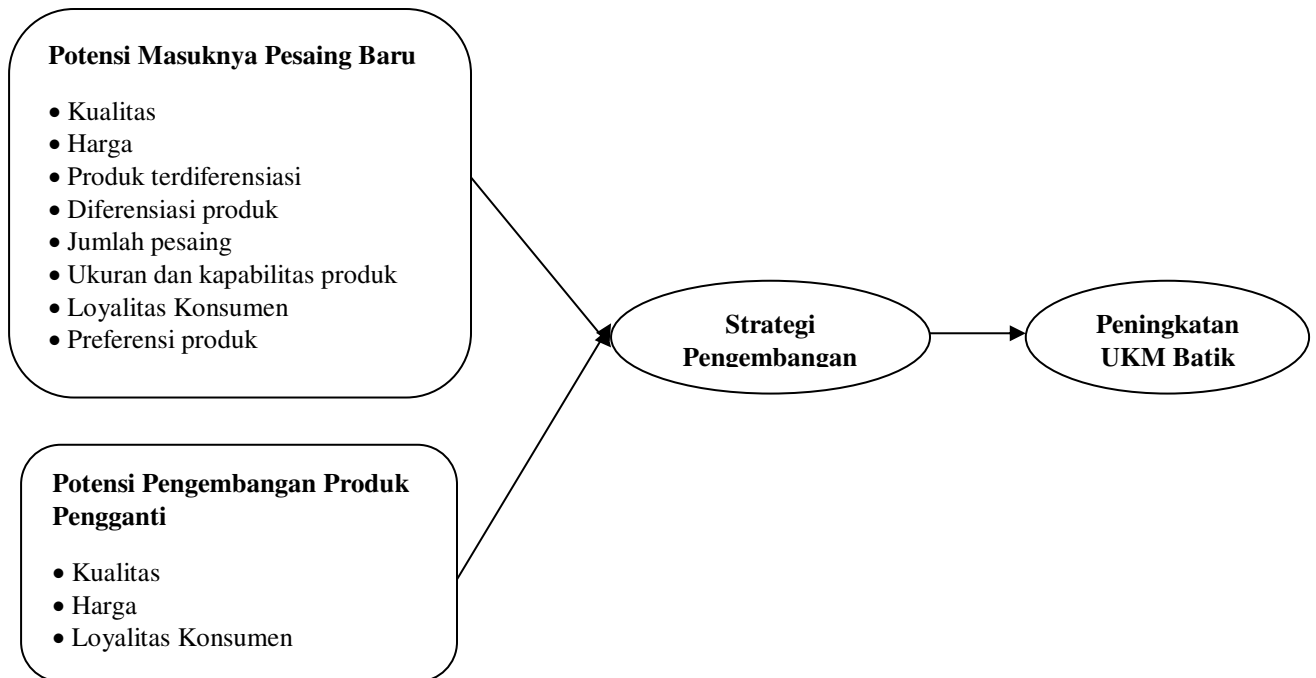 Potensi Masuknya Pesaing Baru
• Kualitas
• Harga
• Produk terdiferensiasi
• Diferensiasi produk
• Jumlah pesaing
• Ukuran dan kapabilitas produk
• Loyalitas Konsumen
• Preferensi produk
Strategi
Pengembangan
Peningkatan
UKM Batik
Potensi Pengembangan Produk
Pengganti
• Kualitas
• Harga
• Loyalitas Konsumen